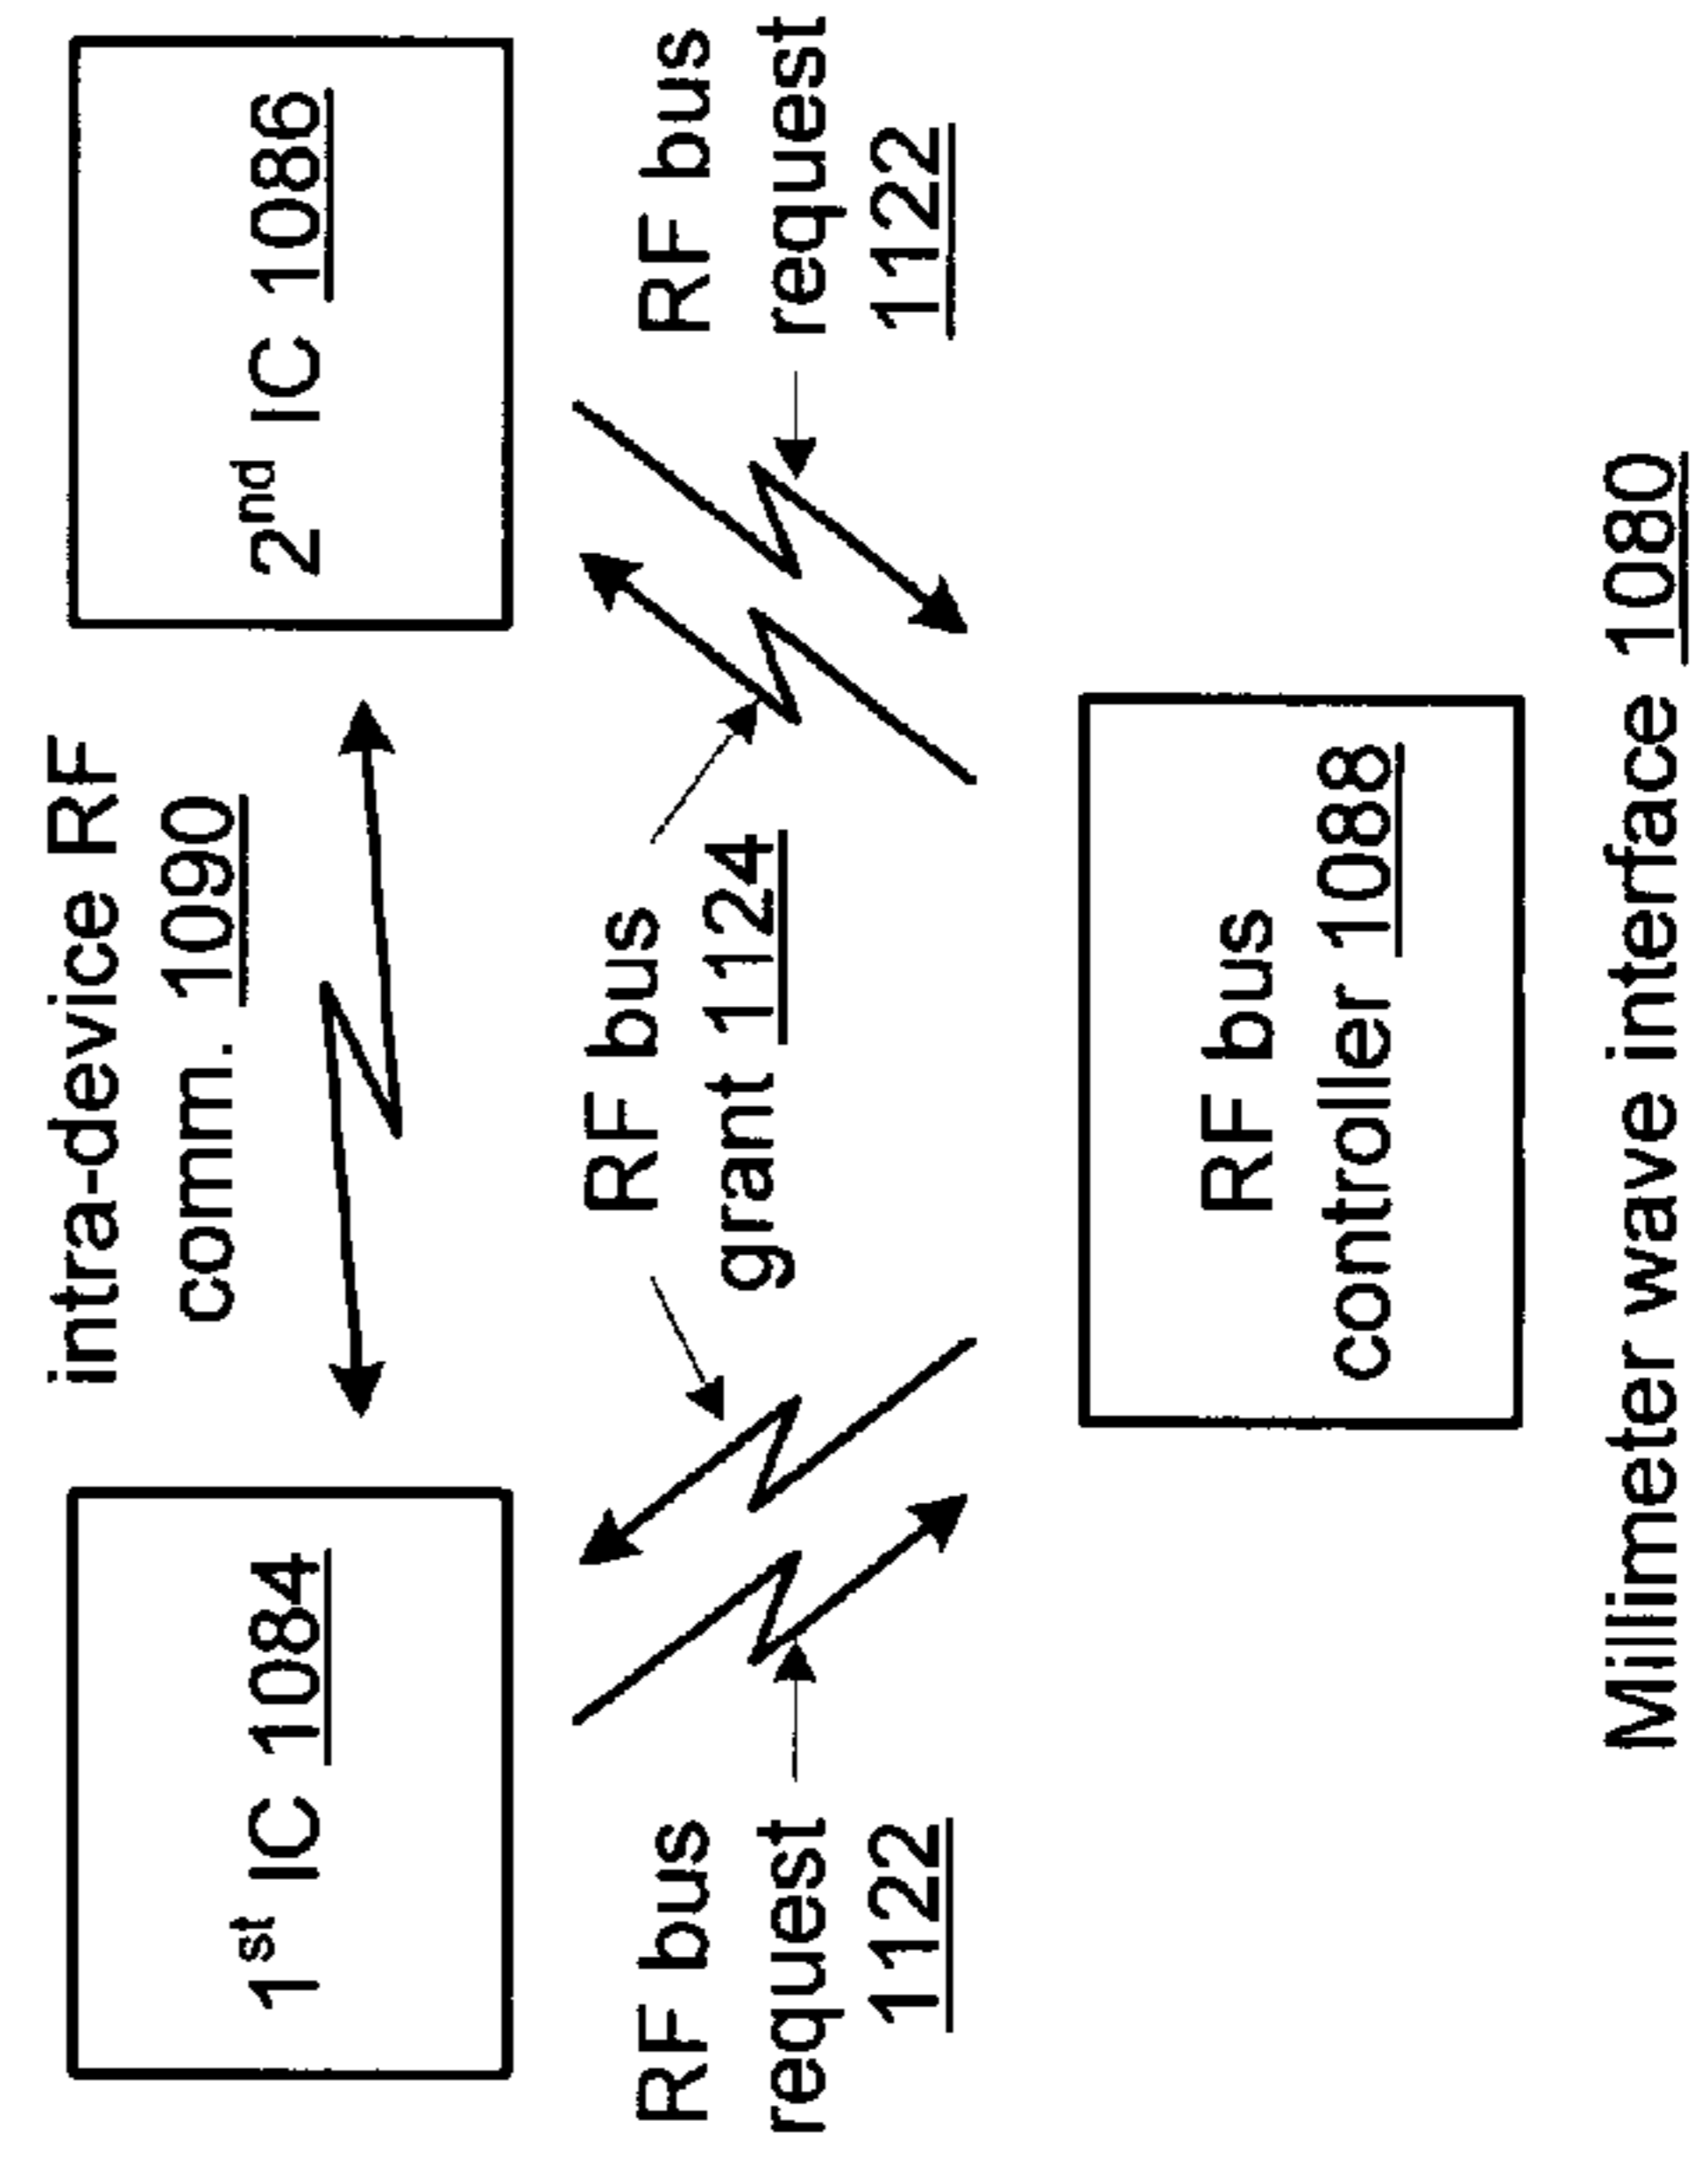 intra-device RF
comm. 1090
1st IC 1084
2nd IC 1086
RF bus
request
1122
RF bus
grant 1124
RF bus
request
1122
RF bus
controller 1088
Millimeter wave interface 1080